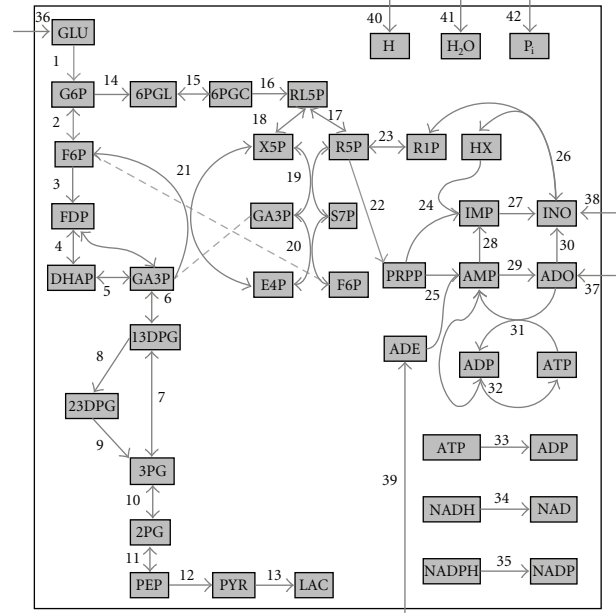 36
GLU
40
H
41
H₂O
42
Pᵢ
1
G6P
14
6PGL
15
6PGC
16
RL5P
2
18
17
F6P
21
X5P
R5P
23
R1P
HX
26
3
19
22
24
FDP
GA3P
S7P
IMP
27
INO
38
4
20
28
30
DHAP
5
GA3P
6
E4P
F6P
PRPP
25
AMP
29
ADO
37
13DPG
31
8
ADE
ADP
32
ATP
7
23DPG
9
3PG
39
ATP
33
ADP
10
NADH
34
NAD
2PG
11
PEP
12
PYR
13
LAC
NADPH
35
NADP